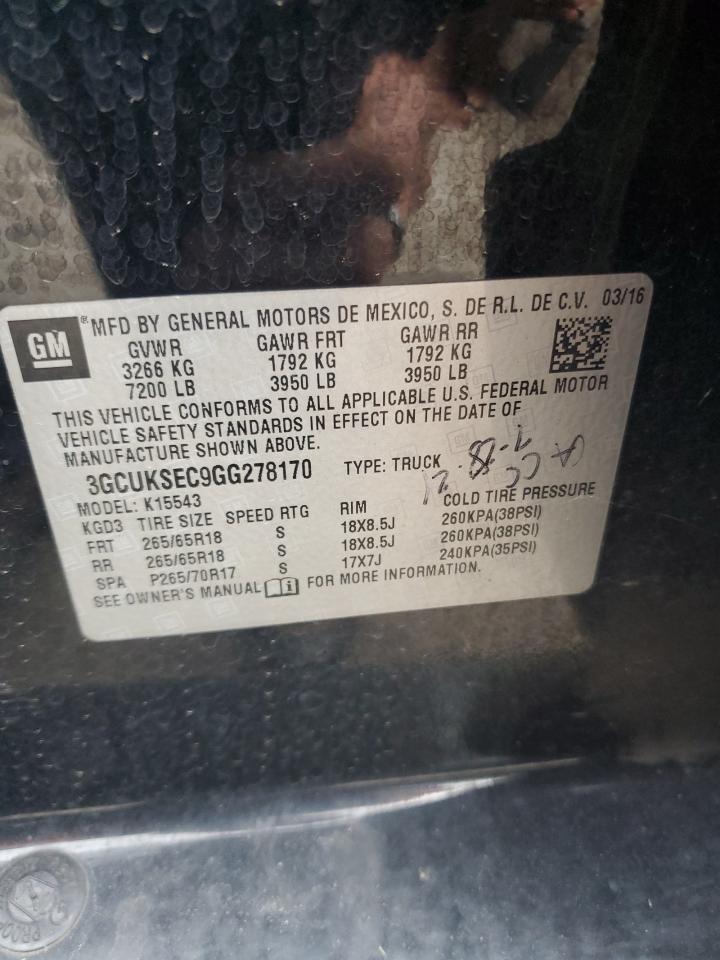 GM
® MFD BY GENERAL MOTORS DE MEXICO, S. DE R.L. DE C.V. 03/16
GVWR GAWR FRT GAWR RR
3266 KG 1792 KG 1792 KG
7200 LB 3950 LB 3950 LB
THIS VEHICLE CONFORMS TO ALL APPLICABLE U.S. FEDERAL MOTOR
VEHICLE SAFETY STANDARDS IN EFFECT ON THE DATE OF
MANUFACTURE SHOWN ABOVE.
3GCUKSEC9GG278170 TYPE: TRUCK
MODEL: K15543
KGD3 TIRE SIZE SPEED RTG RIM COLD TIRE PRESSURE
FRT 265/65R18 S 18X8.5J 260KPA(38PSI)
RR 265/65R18 S 18X8.5J 260KPA(38PSI)
SPA P265/70R17 S 17X7J 240KPA(35PSI)
SEE OWNER'S MANUAL i FOR MORE INFORMATION.